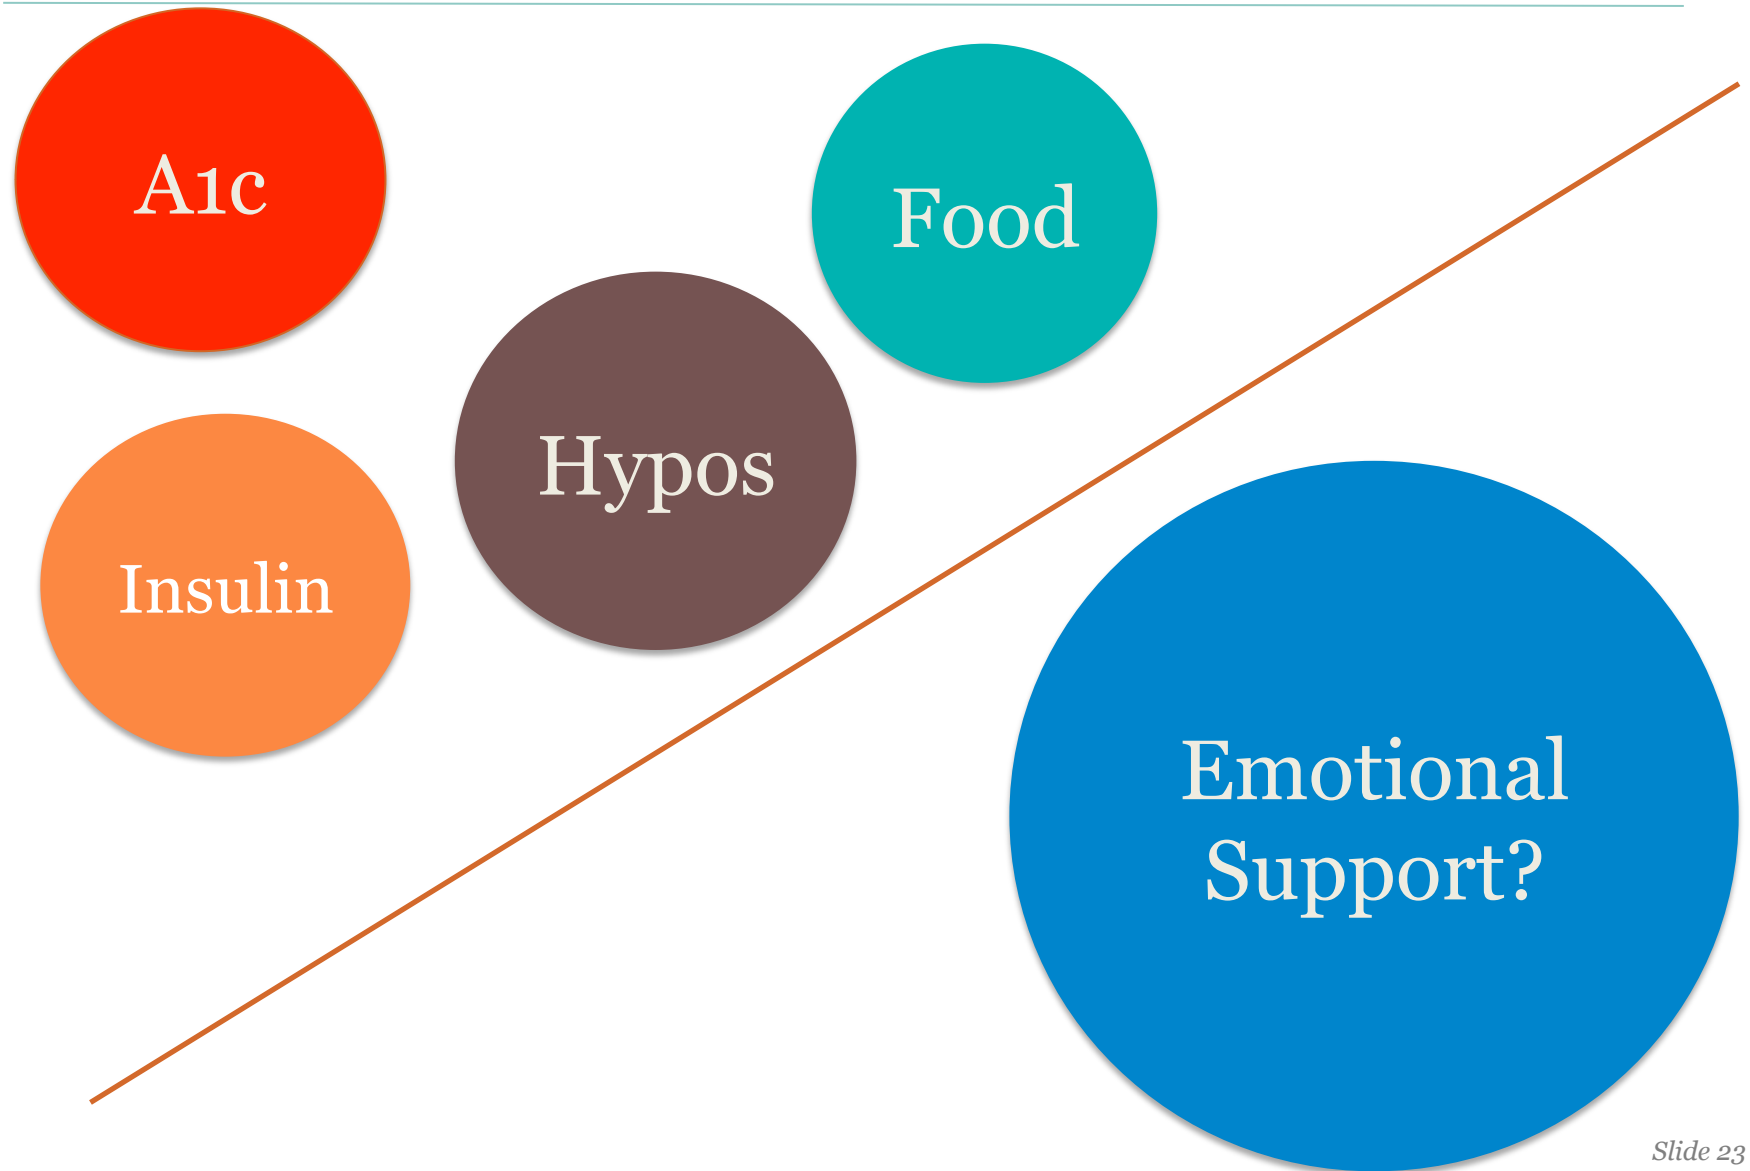 A1c
Food
Hypos
Insulin
Emotional
Support?
Slide 23